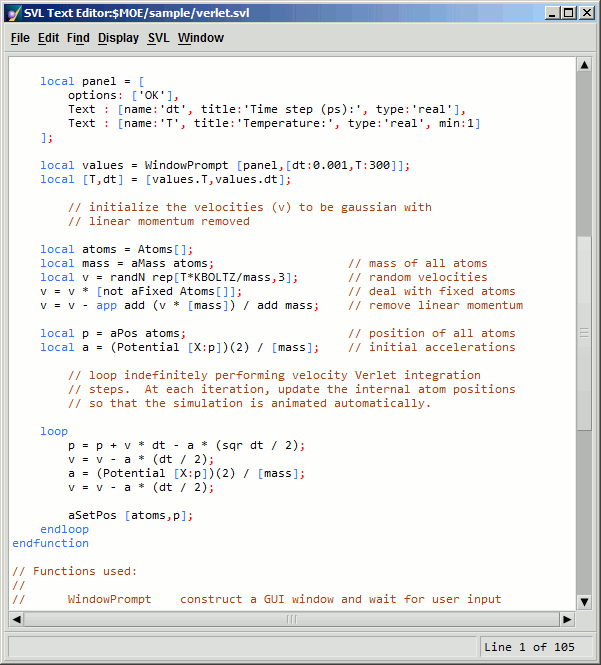 SVL Text Editor:$MOE/sample/verlet.svl
File Edit Find Display SVL Window
local panel = [
options: ['OK'],
Text : [name:'dt', title:'Time step (ps):', type:'real'],
Text : [name:'T', title:'Temperature:', type:'real', min:1]
];
local values = WindowPrompt [panel,[dt:0.001,T:300]];
local [T,dt] = [values.T,values.dt];
// initialize the velocities (v) to be gaussian with
// linear momentum removed
local atoms = Atoms[];
local mass = aMass atoms; // mass of all atoms
local v = randN rep[T*KBOLTZ/mass,3]; // random velocities
v = v * [not aFixed Atoms[]]; // deal with fixed atoms
v = v - app add (v * [mass]) / add mass; // remove linear momentum
local p = aPos atoms; // position of all atoms
local a = (Potential [X:p])(2) / [mass]; // initial accelerations
// loop indefinitely performing velocity Verlet integration
// steps. At each iteration, update the internal atom positions
// so that the simulation is animated automatically.
loop
p = p + v * dt - a * (sqr dt / 2);
v = v - a * (dt / 2);
a = (Potential [X:p])(2) / [mass];
v = v - a * (dt / 2);
aSetPos [atoms,p];
endloop
endfunction
// Functions used:
//
// WindowPrompt construct a GUI window and wait for user input
Line 1 of 105